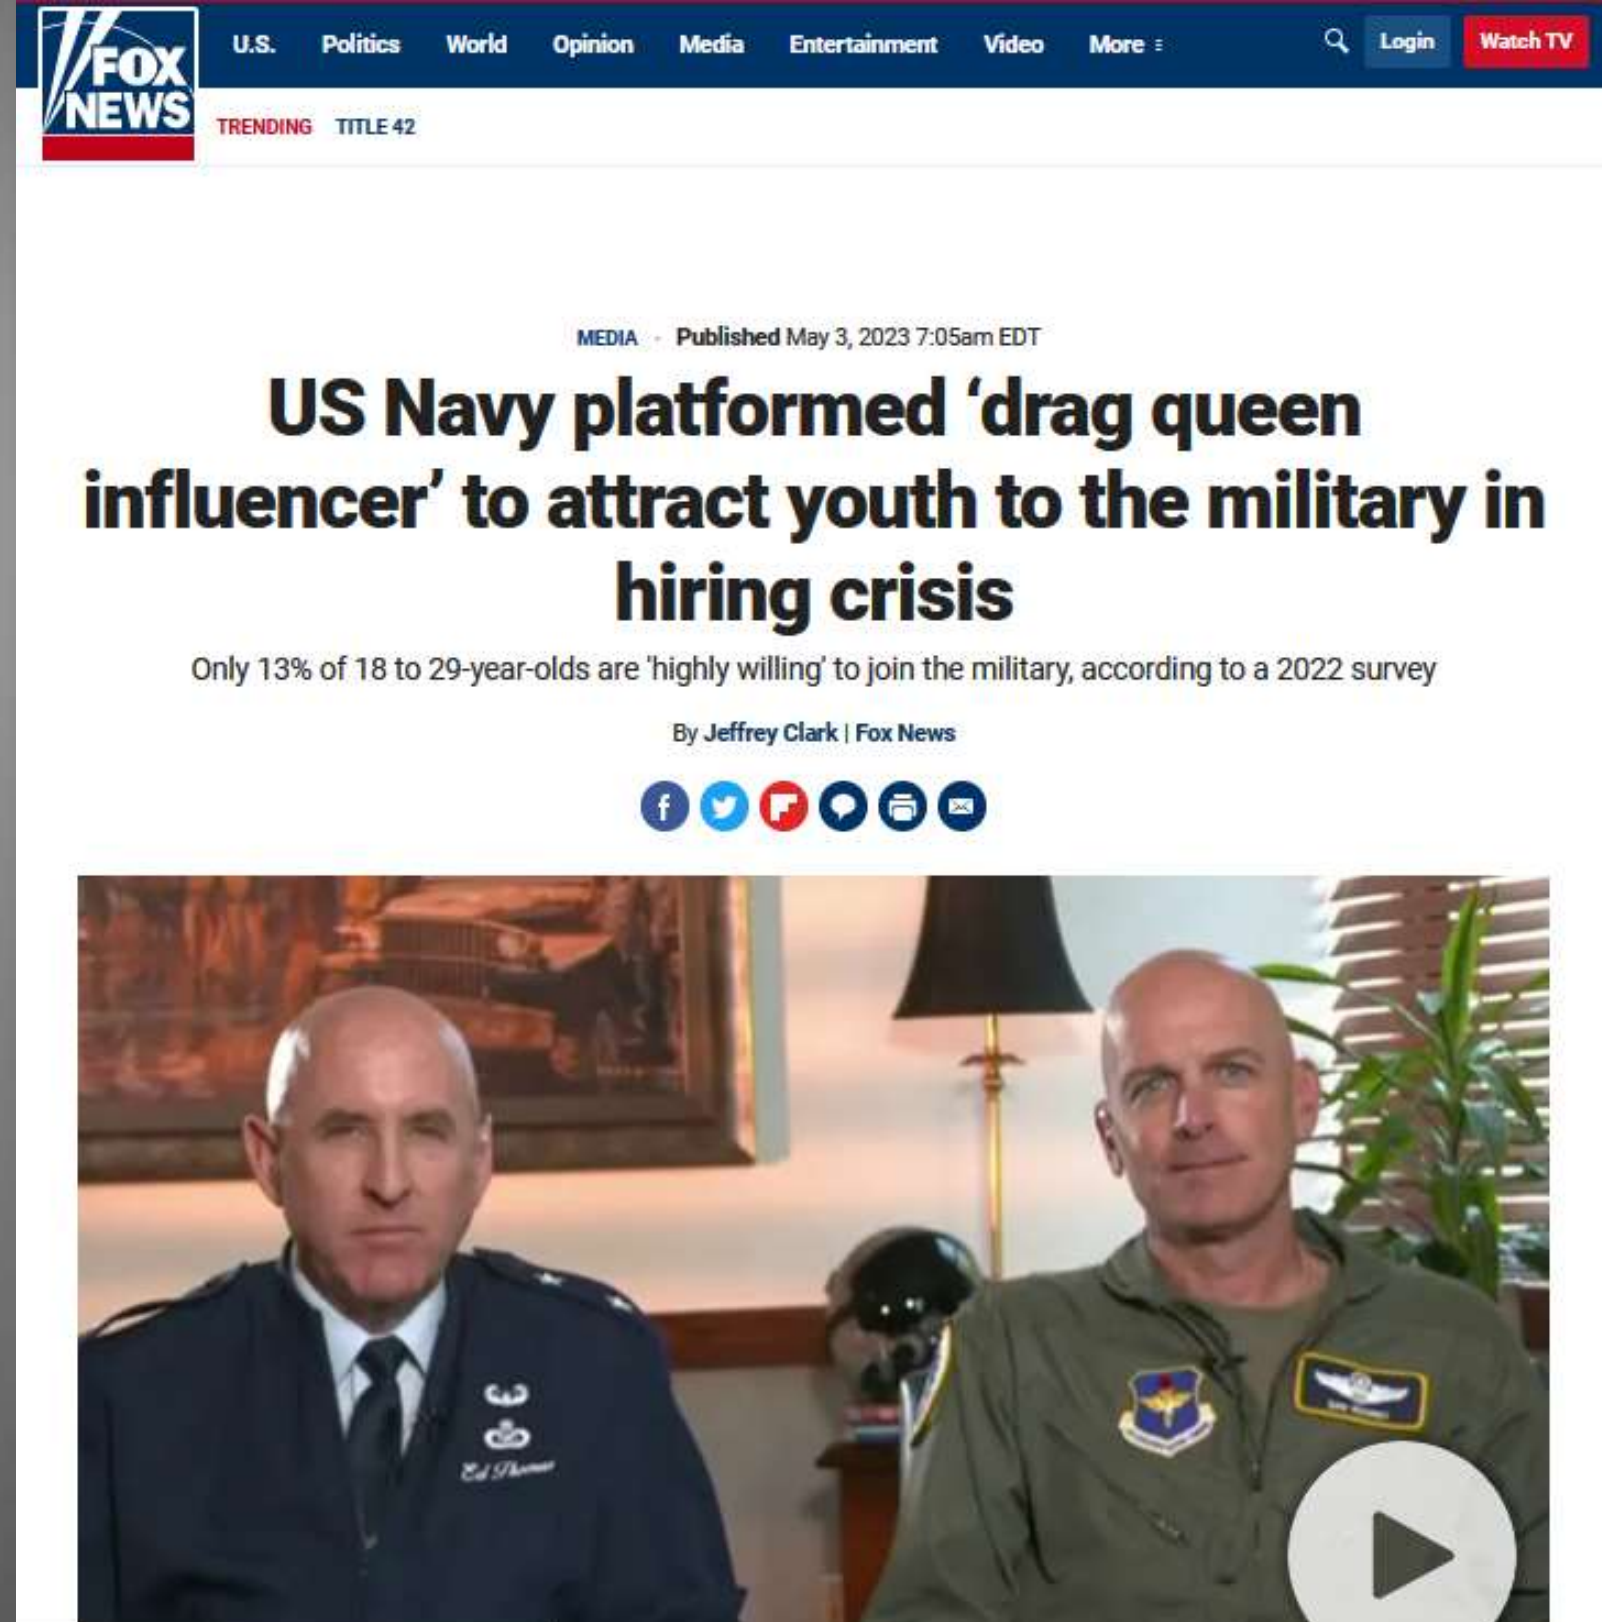 FOX
NEWS
U.S. Politics World Opinion Media Entertainment Video More Login Watch TV
TRENDING TITLE 42
MEDIA - Published May 3, 2023 7:05am EDT
US Navy platformed ‘drag queen
influencer’ to attract youth to the military in
hiring crisis
Only 13% of 18 to 29-year-olds are 'highly willing' to join the military, according to a 2022 survey
By Jeffrey Clark | Fox News
Ed Thomas